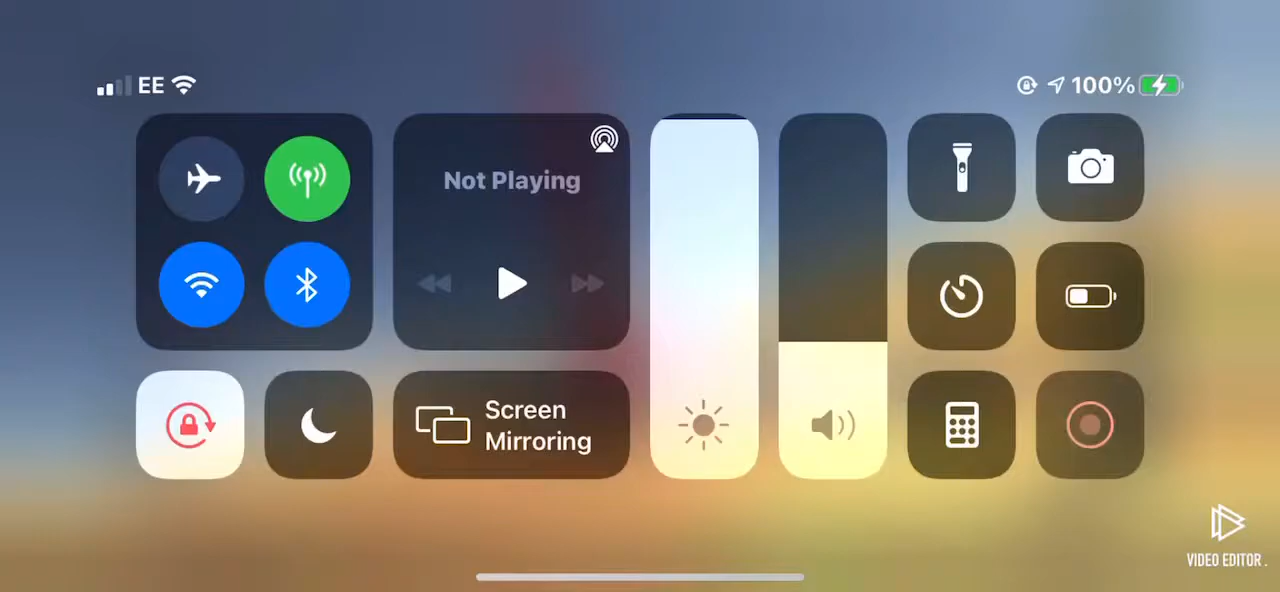 EE
100%
Not Playing
Screen
Mirroring
VIDEO EDITOR.